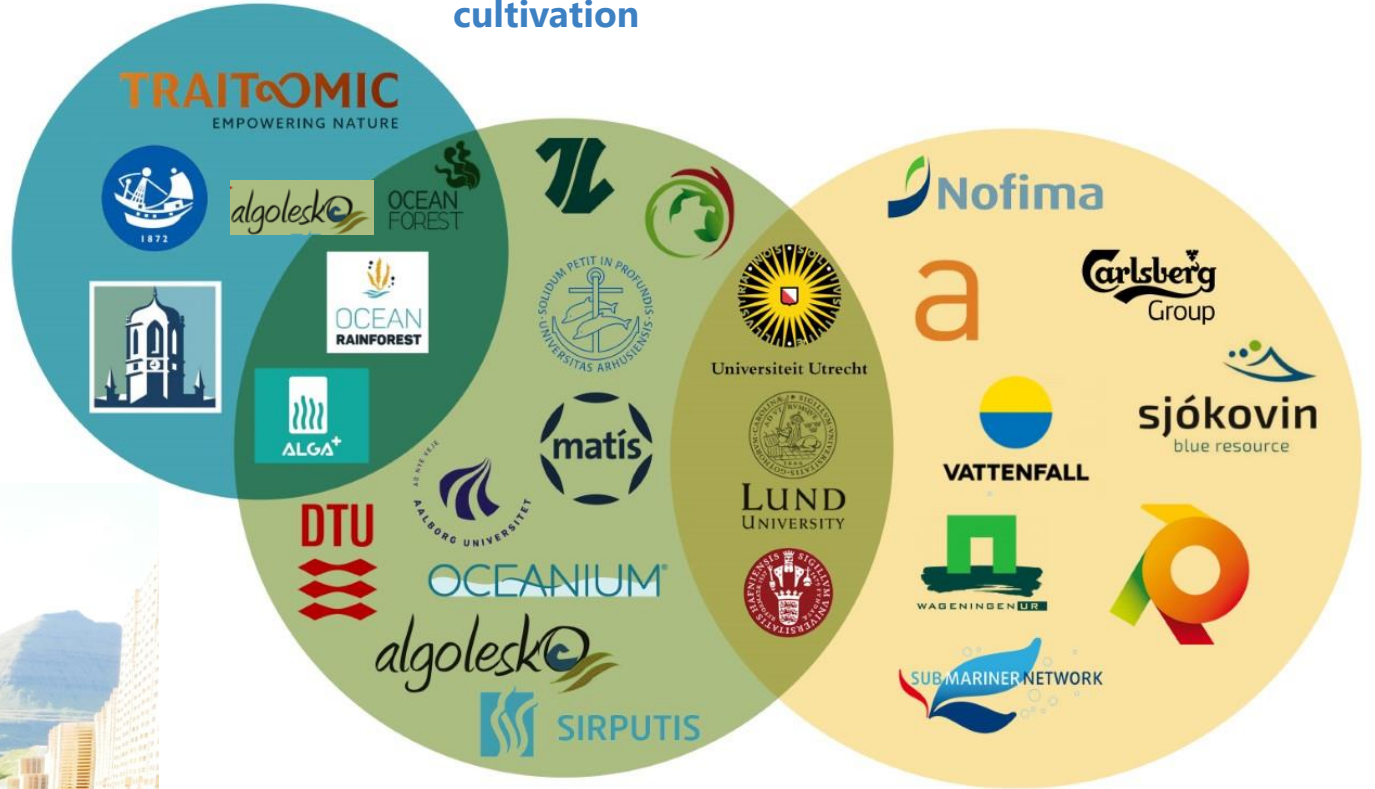 cultivation
TRAITOOMIC
EMPOWERING NATURE
1872
algolesko
OCEAN
FOREST
OCEAN
RAINFOREST
ALGA+
SOLIDUM PETIT IN PROFUNDIS
UNIVERSITAS ARHUSIENSIS
matís
AALBORG UNIVERSITET
DTU
OCEANIUM®
algolesko
SIRPUTIS
Universiteit Utrecht
LUND
UNIVERSITY
Nofima
a
Carlsberg
Group
sjókovin
blue resource
VATTENFALL
WAGENINGEN UR
SUBMARINER NETWORK